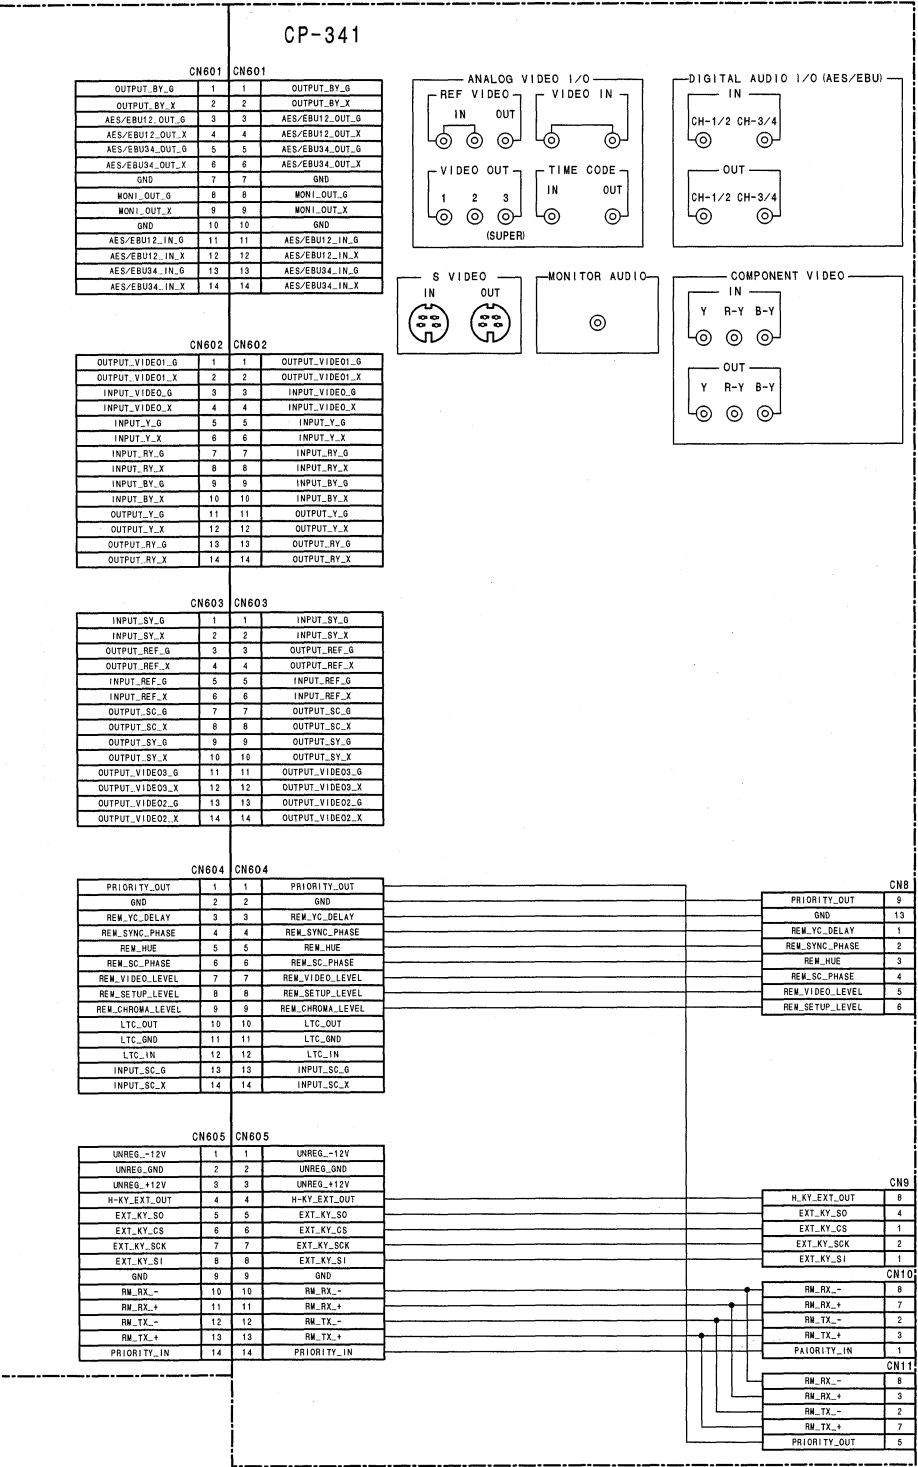 CP-341
CN601 CN601
OUTPUT_BY_G 1 1 OUTPUT_BY_G
OUTPUT_BY_X 2 2 OUTPUT_BY_X
AES/EBU12_OUT_G 3 3 AES/EBU12_OUT_G
AES/EBU12_OUT_X 4 4 AES/EBU12_OUT_X
AES/EBU34_OUT_G 5 5 AES/EBU34_OUT_G
AES/EBU34_OUT_X 6 6 AES/EBU34_OUT_X
GND 7 7 GND
MONI_OUT_G 8 8 MONI_OUT_G
MONI_OUT_X 9 9 MONI_OUT_X
GND 10 10 GND
AES/EBU12_IN_G 11 11 AES/EBU12_IN_G
AES/EBU12_IN_X 12 12 AES/EBU12_IN_X
AES/EBU34_IN_G 13 13 AES/EBU34_IN_G
AES/EBU34_IN_X 14 14 AES/EBU34_IN_X
ANALOG VIDEO I/O
REF VIDEO VIDEO IN
IN OUT
VIDEO OUT TIME CODE
1 2 3 IN OUT
(SUPER)
DIGITAL AUDIO I/O (AES/EBU)
IN
CH-1/2 CH-3/4
OUT
CH-1/2 CH-3/4
S VIDEO
IN OUT
MONITOR AUDIO
COMPONENT VIDEO
IN
Y R-Y B-Y
OUT
Y R-Y B-Y
CN602 CN602
OUTPUT_VIDEO1_G 1 1 OUTPUT_VIDEO1_G
OUTPUT_VIDEO1_X 2 2 OUTPUT_VIDEO1_X
INPUT_VIDEO_G 3 3 INPUT_VIDEO_G
INPUT_VIDEO_X 4 4 INPUT_VIDEO_X
INPUT_Y_G 5 5 INPUT_Y_G
INPUT_Y_X 6 6 INPUT_Y_X
INPUT_RY_G 7 7 INPUT_RY_G
INPUT_RY_X 8 8 INPUT_RY_X
INPUT_BY_G 9 9 INPUT_BY_G
INPUT_BY_X 10 10 INPUT_BY_X
OUTPUT_Y_G 11 11 OUTPUT_Y_G
OUTPUT_Y_X 12 12 OUTPUT_Y_X
OUTPUT_RY_G 13 13 OUTPUT_RY_G
OUTPUT_RY_X 14 14 OUTPUT_RY_X
CN603 CN603
INPUT_SY_G 1 1 INPUT_SY_G
INPUT_SY_X 2 2 INPUT_SY_X
OUTPUT_REF_G 3 3 OUTPUT_REF_G
OUTPUT_REF_X 4 4 OUTPUT_REF_X
INPUT_REF_G 5 5 INPUT_REF_G
INPUT_REF_X 6 6 INPUT_REF_X
OUTPUT_SC_G 7 7 OUTPUT_SC_G
OUTPUT_SC_X 8 8 OUTPUT_SC_X
OUTPUT_SY_G 9 9 OUTPUT_SY_G
OUTPUT_SY_X 10 10 OUTPUT_SY_X
OUTPUT_VIDEO3_G 11 11 OUTPUT_VIDEO3_G
OUTPUT_VIDEO3_X 12 12 OUTPUT_VIDEO3_X
OUTPUT_VIDEO2_G 13 13 OUTPUT_VIDEO2_G
OUTPUT_VIDEO2_X 14 14 OUTPUT_VIDEO2_X
CN604 CN604
PRIORITY_OUT 1 1 PRIORITY_OUT
GND 2 2 GND
REM_YC_DELAY 3 3 REM_YC_DELAY
REM_SYNC_PHASE 4 4 REM_SYNC_PHASE
REM_HUE 5 5 REM_HUE
REM_SC_PHASE 6 6 REM_SC_PHASE
REM_VIDEO_LEVEL 7 7 REM_VIDEO_LEVEL
REM_SETUP_LEVEL 8 8 REM_SETUP_LEVEL
REM_CHROMA_LEVEL 9 9 REM_CHROMA_LEVEL
LTC_OUT 10 10 LTC_OUT
LTC_GND 11 11 LTC_GND
LTC_IN 12 12 LTC_IN
INPUT_SC_G 13 13 INPUT_SC_G
INPUT_SC_X 14 14 INPUT_SC_X
CN8
PRIORITY_OUT 9
GND 13
REM_YC_DELAY 1
REM_SYNC_PHASE 2
REM_HUE 3
REM_SC_PHASE 4
REM_VIDEO_LEVEL 5
REM_SETUP_LEVEL 6
CN605 CN605
UNREG_-12V 1 1 UNREG_-12V
UNREG_GND 2 2 UNREG_GND
UNREG_+12V 3 3 UNREG_+12V
H-KY_EXT_OUT 4 4 H-KY_EXT_OUT
EXT_KY_SO 5 5 EXT_KY_SO
EXT_KY_CS 6 6 EXT_KY_CS
EXT_KY_SCK 7 7 EXT_KY_SCK
EXT_KY_SI 8 8 EXT_KY_SI
GND 9 9 GND
RM_RX_- 10 10 RM_RX_-
RM_RX_+ 11 11 RM_RX_+
RM_TX_- 12 12 RM_TX_-
RM_TX_+ 13 13 RM_TX_+
PRIORITY_IN 14 14 PRIORITY_IN
CN9
H_KY_EXT_OUT 8
EXT_KY_SO 4
EXT_KY_CS 1
EXT_KY_SCK 2
EXT_KY_SI 1
CN10
RM_RX_- 8
RM_RX_+ 7
RM_TX_- 2
RM_TX_+ 3
PAIORITY_IN 1
CN11
RM_RX_- 8
RM_RX_+ 3
RM_TX_- 2
RM_TX_+ 7
PRIORITY_OUT 5